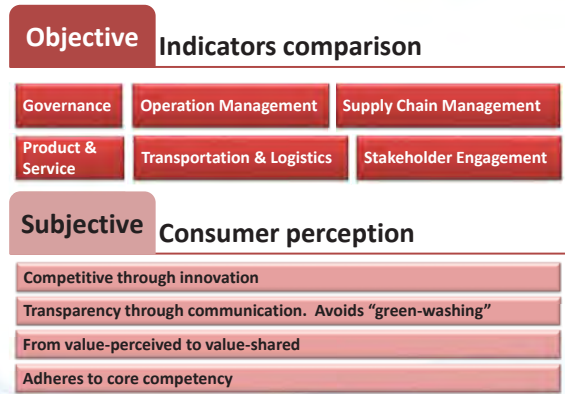 Objective Indicators comparison
Governance Operation Management Supply Chain Management
Product &
Service
Transportation & Logistics Stakeholder Engagement
Subjective Consumer perception
Competitive through innovation
Transparency through communication. Avoids “green-washing”
From value-perceived to value-shared
Adheres to core competency